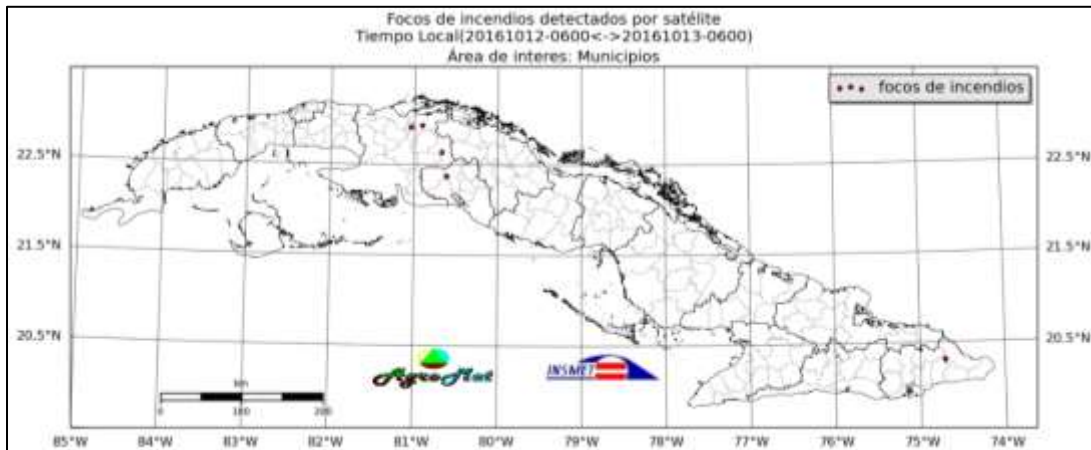 Focos de incendios detectados por satélite
Tiempo Local(20161012-0600<->20161013-0600)
Área de interes: Municipios
focos de incendios
22.5°N
22.5°N
21.5°N
21.5°N
20.5°N
20.5°N
AgroMet
INSMET
km
0
100
200
85°W
84°W
83°W
82°W
81°W
80°W
79°W
78°W
77°W
76°W
75°W
74°W